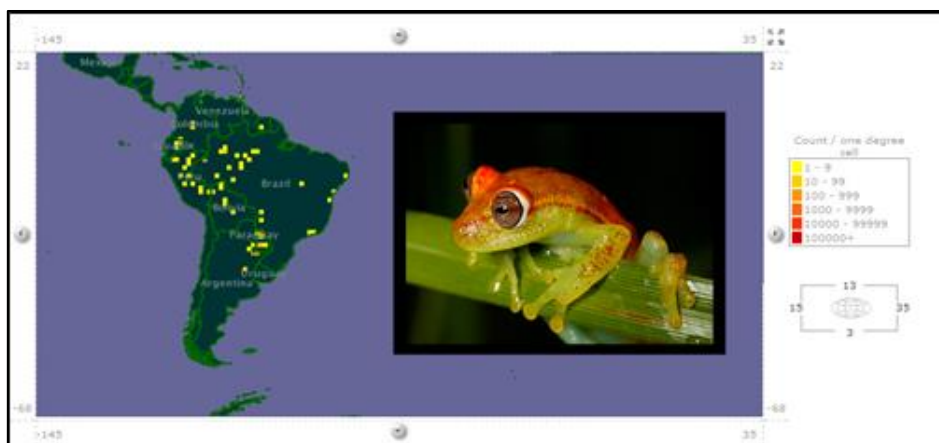 -145
35
22
22
Mexico
Venezuela
Colombia
Brazil
Bolivia
Paraguay
Uruguay
Argentina
-68
-68
-145
35
Count / one degree
cell
1 - 9
10 - 99
100 - 999
1000 - 9999
10000 - 99999
100000+
13
15
35
3